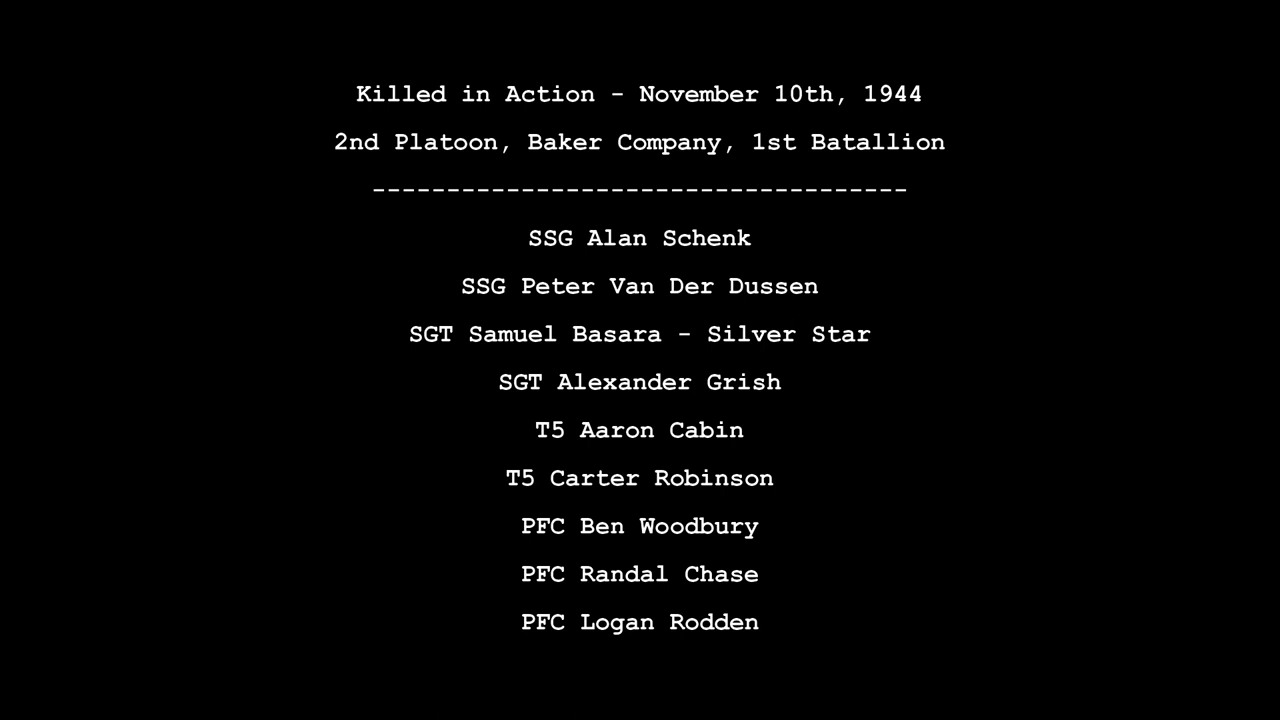 Killed in Action - November 10th, 1944
2nd Platoon, Baker Company, 1st Batallion
------------------------------------
SSG Alan Schenk
SSG Peter Van Der Dussen
SGT Samuel Basara - Silver Star
SGT Alexander Grish
T5 Aaron Cabin
T5 Carter Robinson
PFC Ben Woodbury
PFC Randal Chase
PFC Logan Rodden